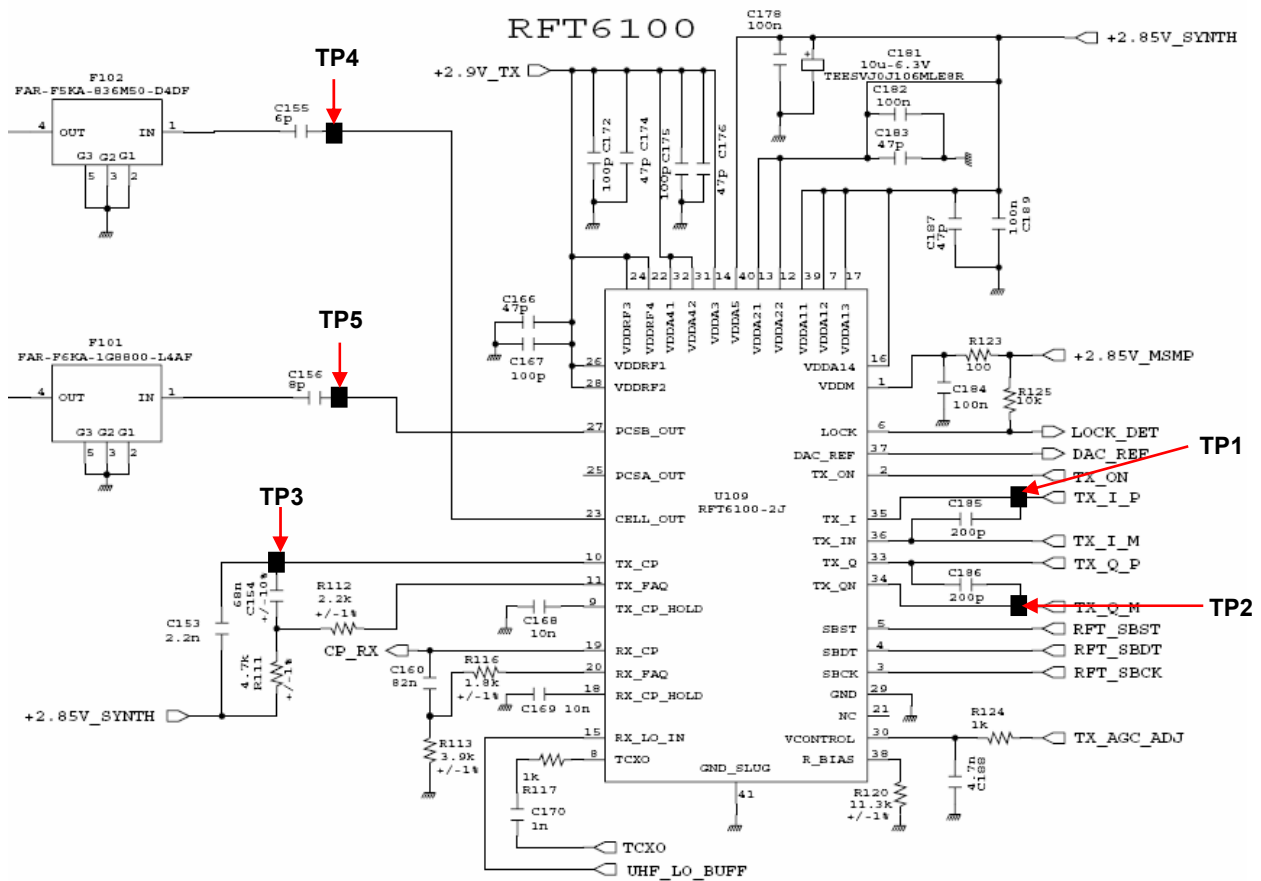 RFT6100
C178
100n
+2.85V_SYNTH
TP4
+2.9V_TX
C181
10u-6.3V
TEESVJ0J106MLE8R
F102
FAR-F5KA-836M50-D4DF
C155
6p
C182
100n
C183
47p
4 OUT IN 1
G3 G2 G1
5 3 2
100p C172
47p C174
100p C175
47p C176
C187
47p
100n
C189
24 22 32 31 14 40 13 12 39 7 17
VDDRF3
VDDRF4
VDDA41
VDDA42
VDDA3
VDDA5
VDDA21
VDDA22
VDDA11
VDDA12
VDDA13
TP5
C166
47p
C167
100p
F101
FAR-F6KA-1G8800-L4AF
C156
8p
4 OUT IN 1
G3 G2 G1
5 3 2
26 VDDRF1
28 VDDRF2
VDDA14 16
VDDM 1
R123
100
+2.85V_MSMP
C184
100n
R125
10k
27 PCSB_OUT
LOCK 6
LOCK_DET
DAC_REF 37
DAC_REF
TP1
25 PCSA_OUT
TX_ON 2
TX_ON
TP3
U109
RFT6100-2J
TX_I_P
23 CELL_OUT
TX_I 35
C185
200p
TX_IN 36
TX_I_M
10 TX_CP
TX_Q 33
TX_Q_P
68n
C154
+/-10%
R112
2.2k
+/-1%
11 TX_FAQ
TX_QN 34
C186
200p
9 TX_CP_HOLD
TX_Q_M
TP2
C153
2.2n
C168
10n
SBST 5
RFT_SBST
CP_RX
19 RX_CP
SBDT 4
RFT_SBDT
4.7k
R111
+/-1%
C160
82n
R116
1.8k
+/-1%
20 RX_FAQ
SBCK 3
RFT_SBCK
18 RX_CP_HOLD
GND 29
C169 10n
NC 21
+2.85V_SYNTH
R124
1k
15 RX_LO_IN
VCONTROL 30
TX_AGC_ADJ
R113
3.9k
+/-1%
8 TCXO
R_BIAS 38
1k
R117
GND_SLUG
41
4.7n
C188
R120
11.3k
+/-1%
C170
1n
TCXO
UHF_LO_BUFF